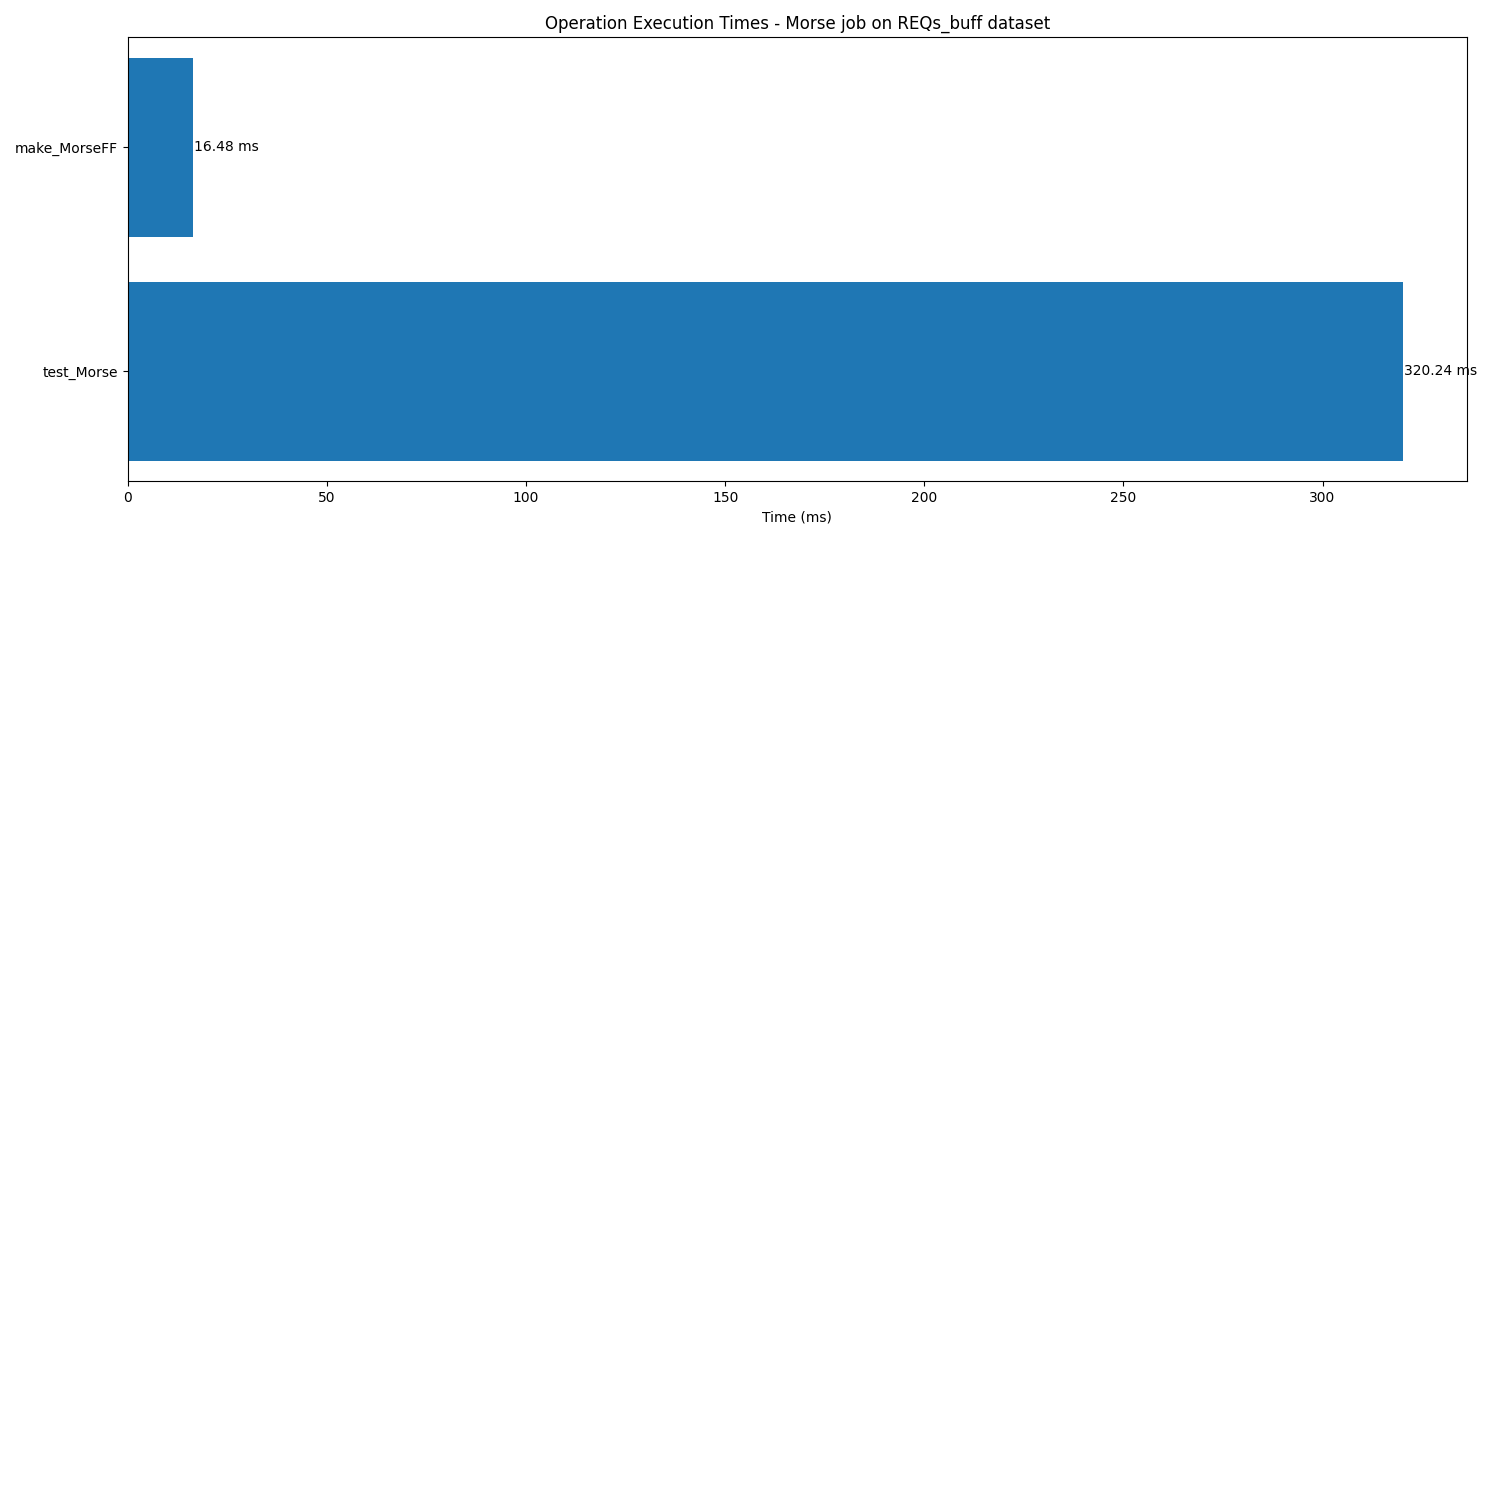 Operation Execution Times - Morse job on REQs_buff dataset
make_MorseFF
16.48 ms
test_Morse
320.24 ms
0 50 100 150 200 250 300
Time (ms)